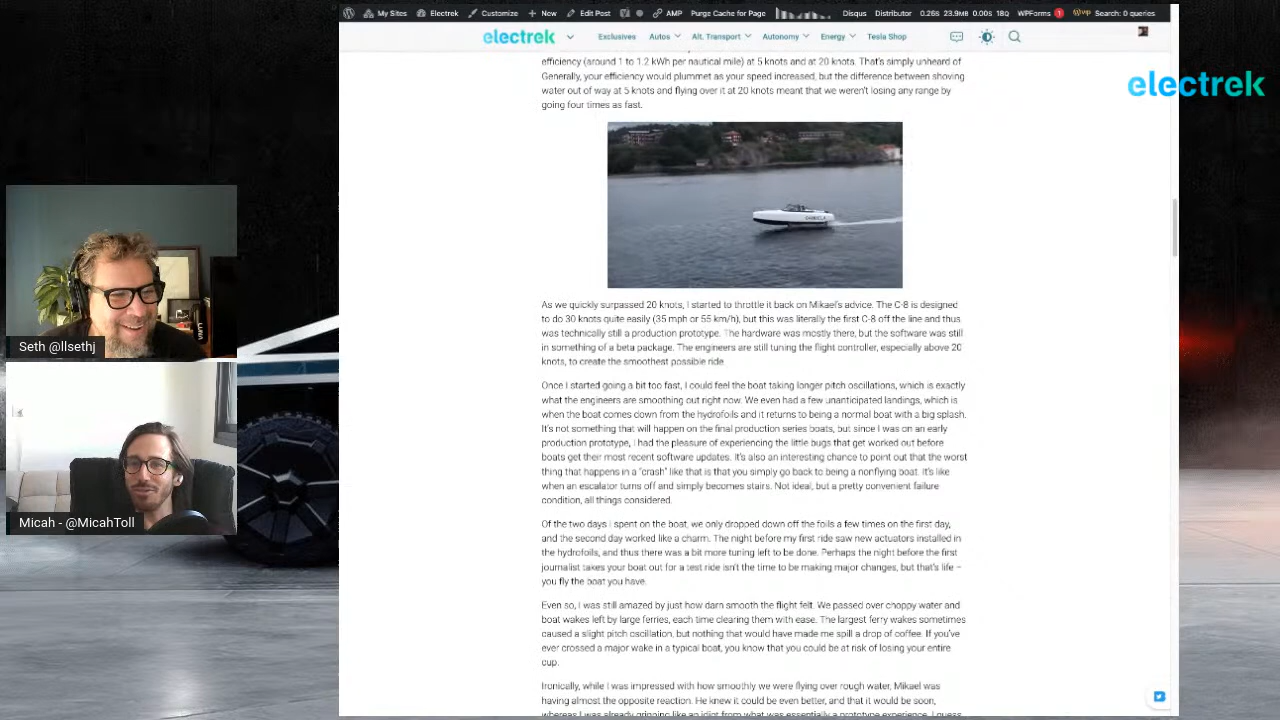 My Sites
Electrek
Customize
New
Edit Post
AMP
Purge Cache for Page
Disqus
Distributor
0.26s 23.9MB 0.00s 18Q
WPForms 1
Search: 0 queries
electrek
Exclusives
Autos
Alt. Transport
Autonomy
Energy
Tesla Shop
electrek
efficiency (around 1 to 1.2 kWh per nautical mile) at 5 knots and at 20 knots. That's simply unheard of
Generally, your efficiency would plummet as your speed increased, but the difference between shoving
water out of way at 5 knots and flying over it at 20 knots meant that we weren't losing any range by
going four times as fast.
As we quickly surpassed 20 knots, I started to throttle it back on Mikael's advice. The C-8 is designed
to do 30 knots quite easily (35 mph or 55 km/h), but this was literally the first C-8 off the line and thus
was technically still a production prototype. The hardware was mostly there, but the software was still
in something of a beta package. The engineers are still tuning the flight controller, especially above 20
knots, to create the smoothest possible ride.
Once I started going a bit too fast, I could feel the boat taking longer pitch oscillations, which is exactly
what the engineers are smoothing out right now. We even had a few unanticipated landings, which is
when the boat comes down from the hydrofoils and it returns to being a normal boat with a big splash.
It's not something that will happen on the final production series boats, but since I was on an early
production prototype, I had the pleasure of experiencing the little bugs that get worked out before
boats get their most recent software updates. It's also an interesting chance to point out that the worst
thing that happens in a "crash" like that is that you simply go back to being a nonflying boat. It's like
when an escalator turns off and simply becomes stairs. Not ideal, but a pretty convenient failure
condition, all things considered.
Of the two days I spent on the boat, we only dropped down off the foils a few times on the first day,
and the second day worked like a charm. The night before my first ride saw new actuators installed in
the hydrofoils, and thus there was a bit more tuning left to be done. Perhaps the night before the first
journalist takes your boat out for a test ride isn't the time to be making major changes, but that's life –
you fly the boat you have.
Even so, I was still amazed by just how darn smooth the flight felt. We passed over choppy water and
boat wakes left by large ferries, each time clearing them with ease. The largest ferry wakes sometimes
caused a slight pitch oscillation, but nothing that would have made me spill a drop of coffee. If you've
ever crossed a major wake in a typical boat, you know that you could be at risk of losing your entire
cup.
Ironically, while I was impressed with how smoothly we were flying over rough water, Mikael was
having almost the opposite reaction. He knew it could be even better, and that it would be soon,
whereas I was already grinning like an idiot from what was essentially a prototype experience. I guess
Seth @llsethj
Micah - @MicahToll